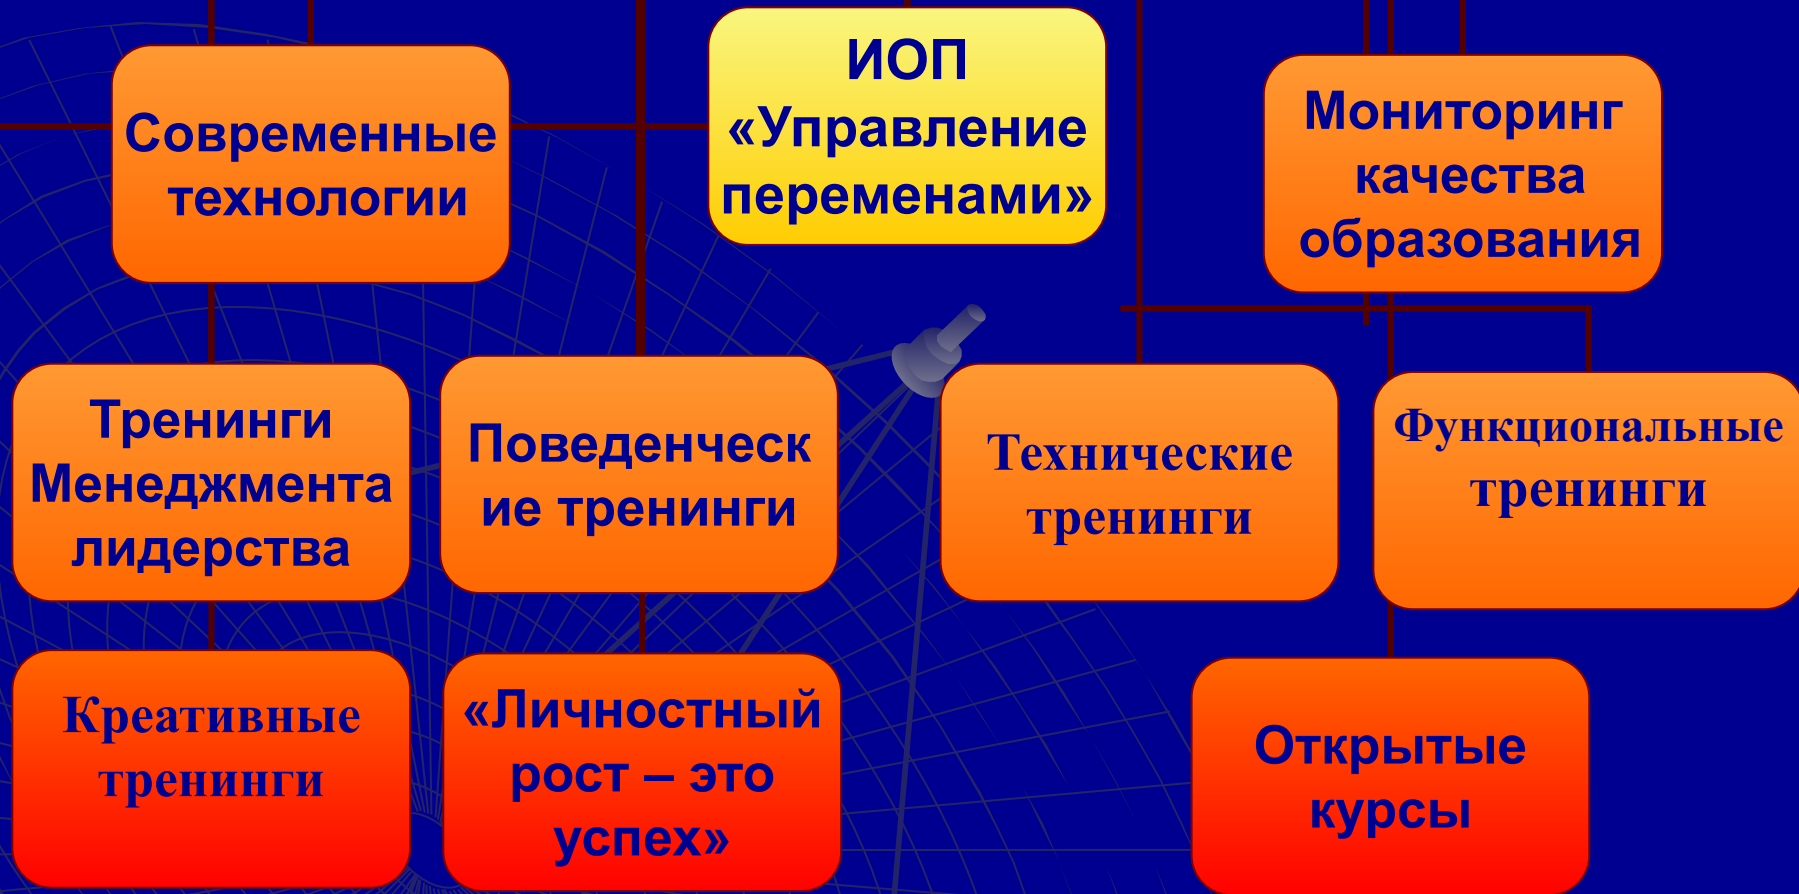 Современные
технологии
ИОП
«Управление
переменами»
Мониторинг
качества
образования
Тренинги
Менеджмента
лидерства
Поведенческ
ие тренинги
Технические
тренинги
Функциональные
тренинги
Креативные
тренинги
«Личностный
рост – это
успех»
Открытые
курсы